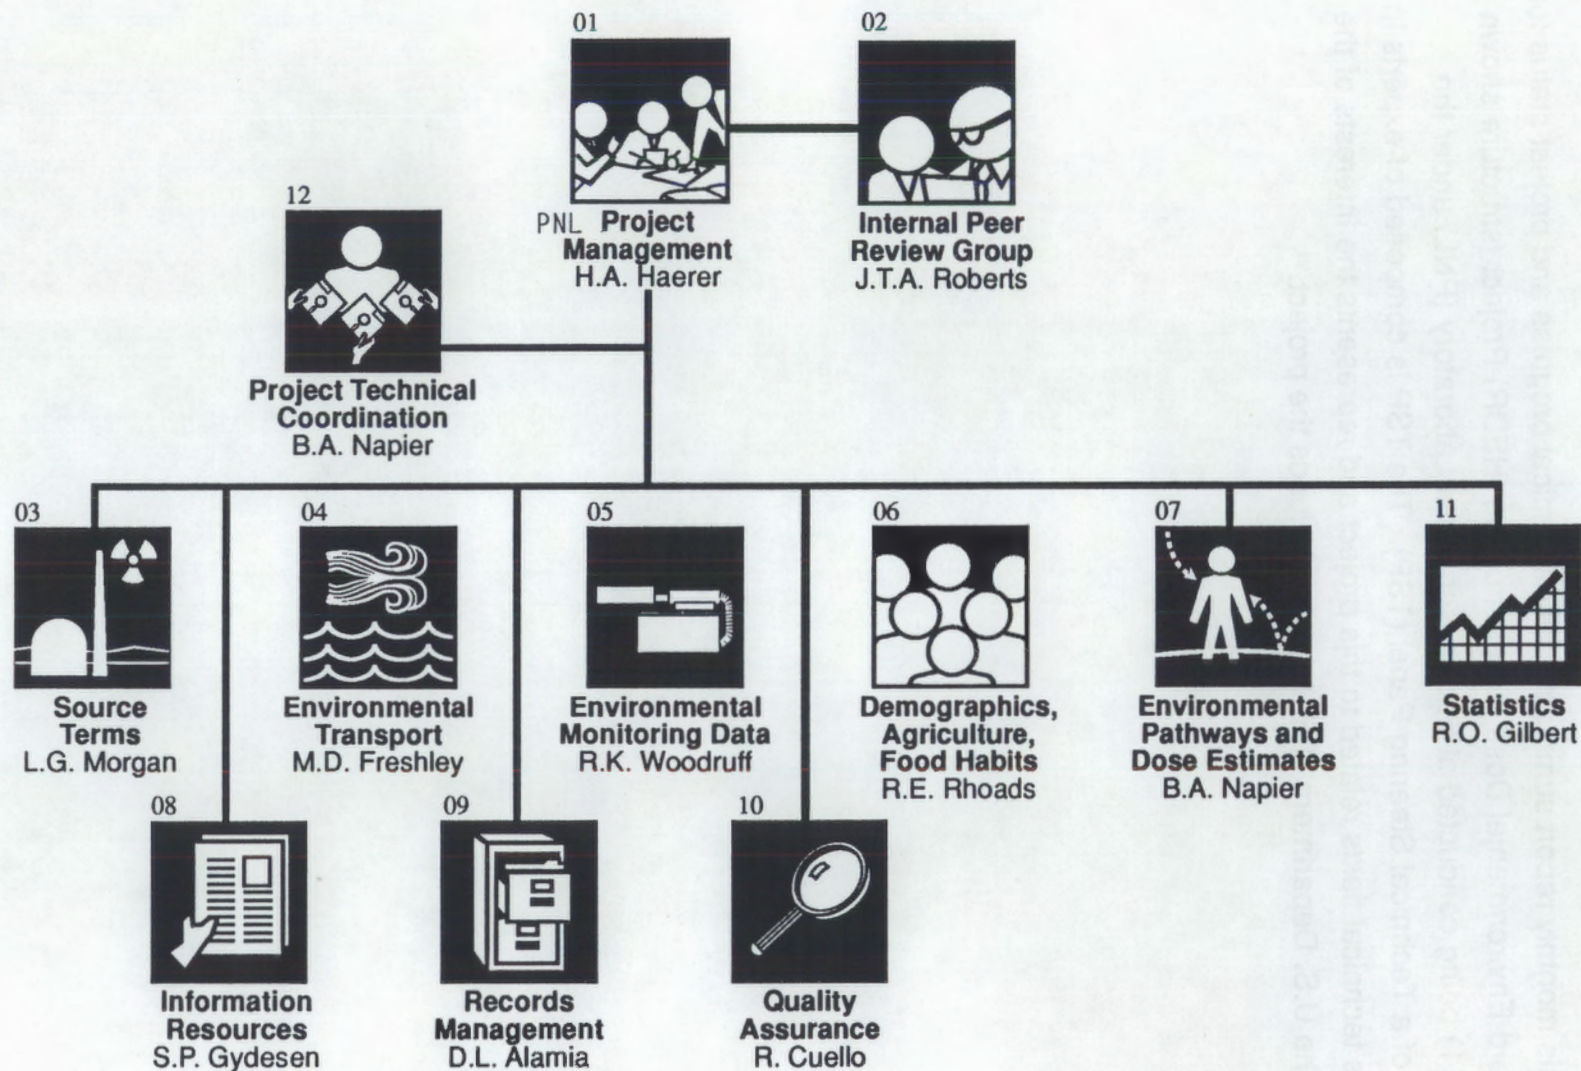 01
02
PNL Project
Management
H.A. Haerer
Internal Peer
Review Group
J.T.A. Roberts
12
Project Technical
Coordination
B.A. Napier
03
Source
Terms
L.G. Morgan
04
Environmental
Transport
M.D. Freshley
05
Environmental
Monitoring Data
R.K. Woodruff
06
Demographics,
Agriculture,
Food Habits
R.E. Rhoads
07
Environmental
Pathways and
Dose Estimates
B.A. Napier
11
Statistics
R.O. Gilbert
08
Information
Resources
S.P. Gydesen
09
Records
Management
D.L. Alamia
10
Quality
Assurance
R. Cuello